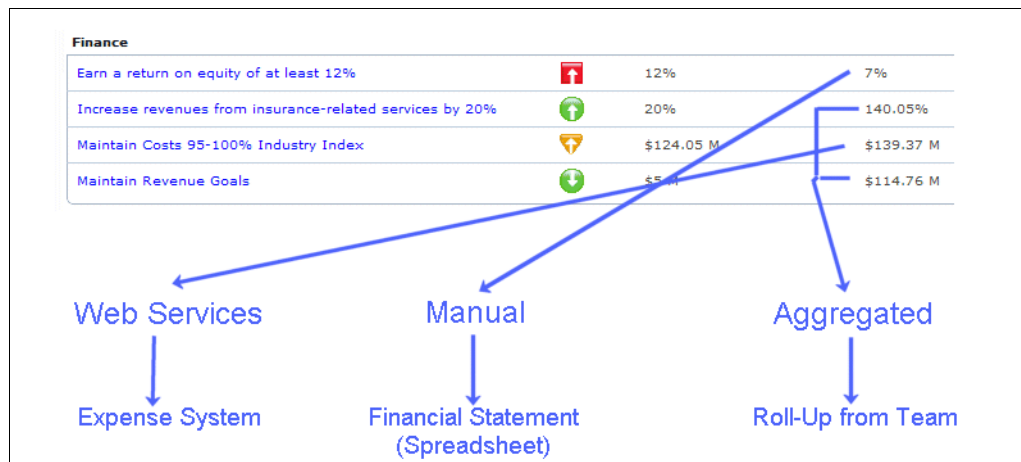 Finance
Earn a return on equity of at least 12% 12% 7%
Increase revenues from insurance-related services by 20% 20% 140.05%
Maintain Costs 95-100% Industry Index $124.05 M $139.37 M
Maintain Revenue Goals $5 M $114.76 M
Web Services Manual Aggregated
Expense System Financial Statement Roll-Up from Team
(Spreadsheet)